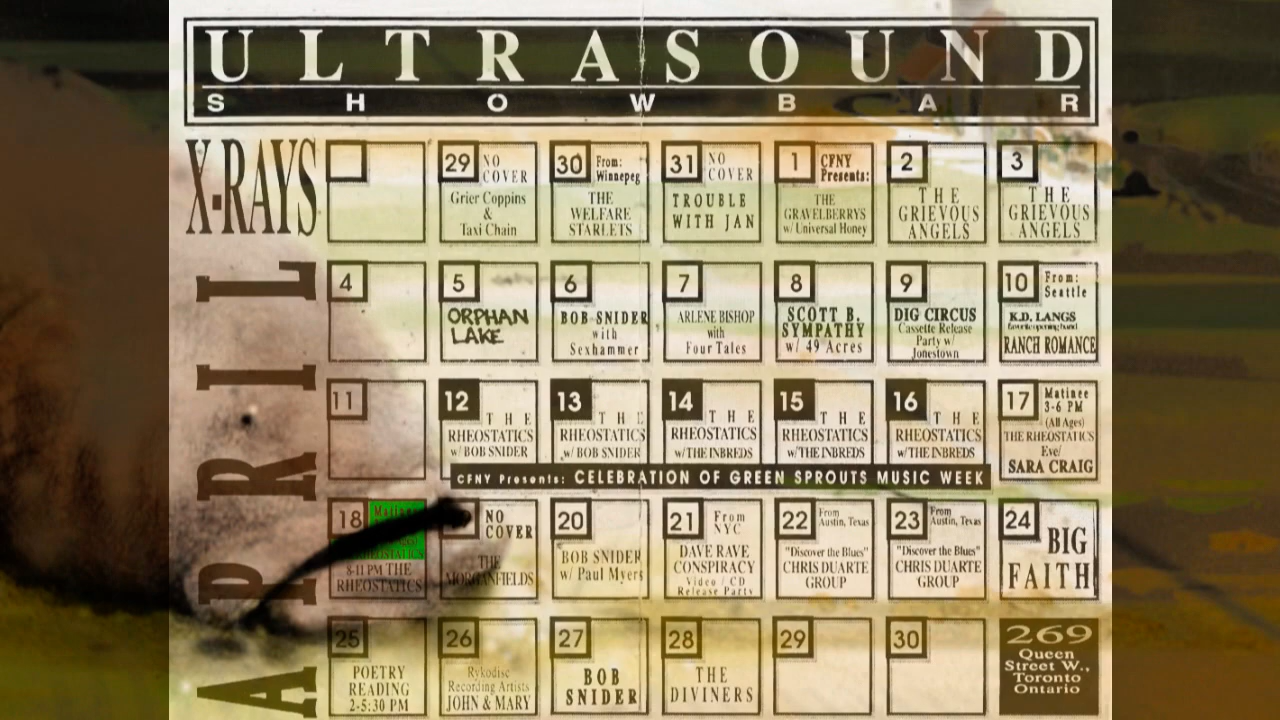 ULTRASOUND
SHOWBAR
X-RAYS
APRIL
29 NO COVER
Grier Coppins
&
Taxi Chain
30 From: Winnepeg
THE
WELFARE
STARLETS
31 NO COVER
TROUBLE
WITH JAN
1 CFNY Presents:
THE
GRAVELBERRYS
w/ Universal Honey
2
THE
GRIEVOUS
ANGELS
3
THE
GRIEVOUS
ANGELS
4
5
ORPHAN
LAKE
6
BOB SNIDER
with
Sexhammer
7
ARLENE BISHOP
with
Four Tales
8
SCOTT B.
SYMPATHY
w/ 49 Acres
9
DIG CIRCUS
Cassette Release
Party w/
Jonestown
10 From: Seattle
K.D. LANGS
favorite opening band
RANCH ROMANCE
11
12
THE
RHEOSTATICS
w/ BOB SNIDER
13
THE
RHEOSTATICS
w/ BOB SNIDER
14
THE
RHEOSTATICS
w/THE INBREDS
15
THE
RHEOSTATICS
w/THE INBREDS
16
THE
RHEOSTATICS
w/THE INBREDS
17 Matinee
3-6 PM
(All Ages)
THE RHEOSTATICS
Eve/
SARA CRAIG
CFNY Presents: CELEBRATION OF GREEN SPROUTS MUSIC WEEK
18 Matinee
RHEOSTATICS
8-11 PM THE
RHEOSTATICS
NO COVER
THE
MORGANFIELDS
20
BOB SNIDER
w/ Paul Myers
21 From NYC
DAVE RAVE
CONSPIRACY
Video / CD
Release Party
22 From Austin, Texas
"Discover the Blues"
CHRIS DUARTE
GROUP
23 From Austin, Texas
"Discover the Blues"
CHRIS DUARTE
GROUP
24
BIG
FAITH
25
POETRY
READING
2-5:30 PM
26
Rykodisc
Recording Artists
JOHN & MARY
27
BOB
SNIDER
28
THE
DIVINERS
29
30
269
Queen
Street W.,
Toronto
Ontario